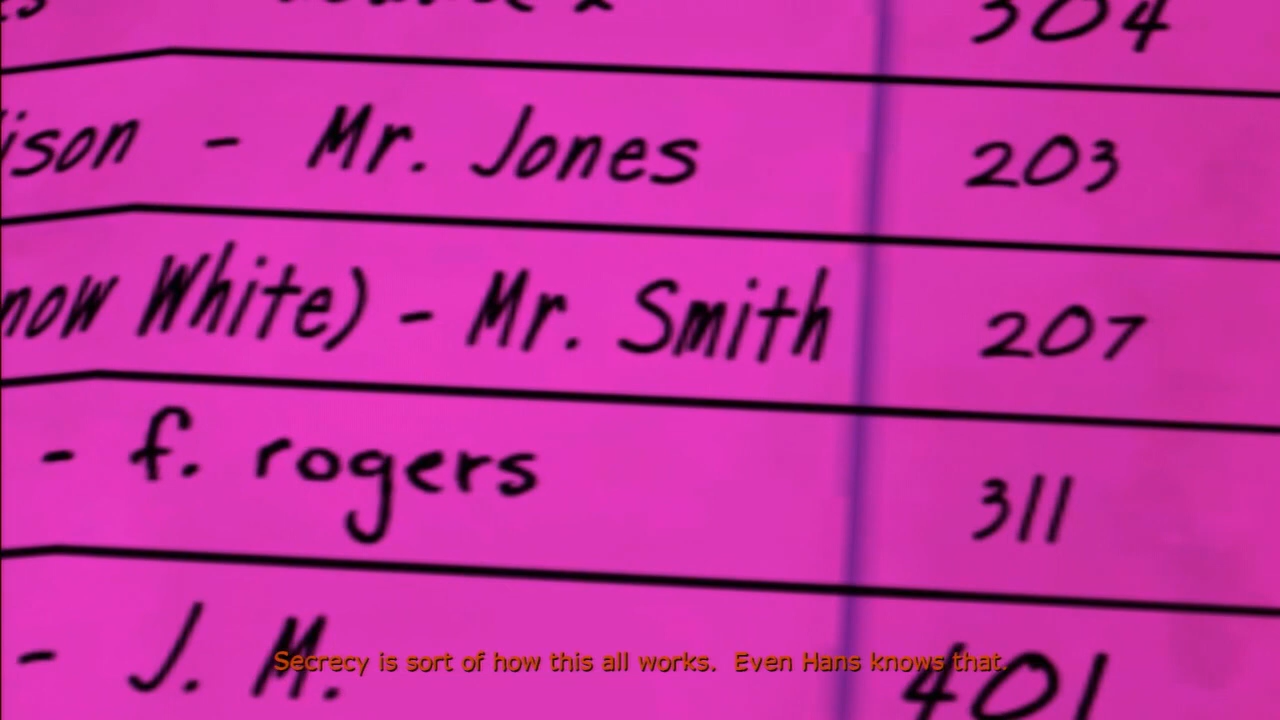 304
ison - Mr. Jones 203
now White) - Mr. Smith 207
- f. rogers 311
- J. M. 401
Secrecy is sort of how this all works. Even Hans knows that.